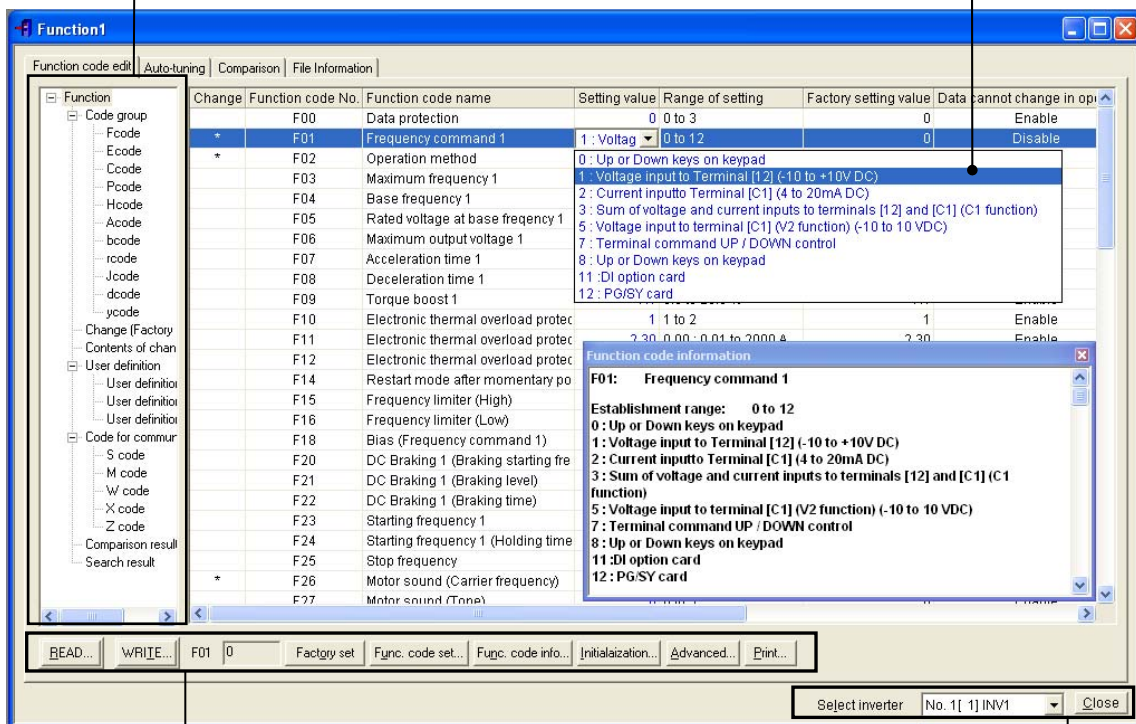 Function1
Function code edit Auto-tuning Comparison File Information
Function
Code group
Fcode
Ecode
Ccode
Pcode
Hcode
Acode
bcode
rcode
Jcode
dcode
ycode
Change (Factory
Contents of chan
User definition
User definition
User definition
User definition
Code for commun
S code
M code
W code
X code
Z code
Comparison result
Search result
Change Function code No. Function code name Setting value Range of setting Factory setting value Data cannot change in ope
F00 Data protection 0 0 to 3 0 Enable
* F01 Frequency command 1 1 : Voltag 0 to 12 0 Disable
* F02 Operation method
F03 Maximum frequency 1
F04 Base frequency 1
F05 Rated voltage at base freqency 1
F06 Maximum output voltage 1
F07 Acceleration time 1
F08 Deceleration time 1
F09 Torque boost 1
F10 Electronic thermal overload protec 1 1 to 2 1 Enable
F11 Electronic thermal overload protec 2.30 0.00 : 0.01 to 2000 A 2.30 Enable
F12 Electronic thermal overload protec
F14 Restart mode after momentary po
F15 Frequency limiter (High)
F16 Frequency limiter (Low)
F18 Bias (Frequency command 1)
F20 DC Braking 1 (Braking starting fre
F21 DC Braking 1 (Braking level)
F22 DC Braking 1 (Braking time)
F23 Starting frequency 1
F24 Starting frequency 1 (Holding time
F25 Stop frequency
* F26 Motor sound (Carrier frequency)
F27 Motor sound (Tone)
0 : Up or Down keys on keypad
1 : Voltage input to Terminal [12] (-10 to +10V DC)
2 : Current inputto Terminal [C1] (4 to 20mA DC)
3 : Sum of voltage and current inputs to terminals [12] and [C1] (C1 function)
5 : Voltage input to terminal [C1] (V2 function) (-10 to 10 VDC)
7 : Terminal command UP / DOWN control
8 : Up or Down keys on keypad
11 :DI option card
12 : PG/SY card
Function code information
F01: Frequency command 1
Establishment range: 0 to 12
0 : Up or Down keys on keypad
1 : Voltage input to Terminal [12] (-10 to +10V DC)
2 : Current inputto Terminal [C1] (4 to 20mA DC)
3 : Sum of voltage and current inputs to terminals [12] and [C1] (C1
function)
5 : Voltage input to terminal [C1] (V2 function) (-10 to 10 VDC)
7 : Terminal command UP / DOWN control
8 : Up or Down keys on keypad
11 :DI option card
12 : PG/SY card
READ... WRITE... F01 0 Factory set Func. code set... Func. code info... Initialaization... Advanced... Print...
Select inverter No. 1[ 1] INV1 Close